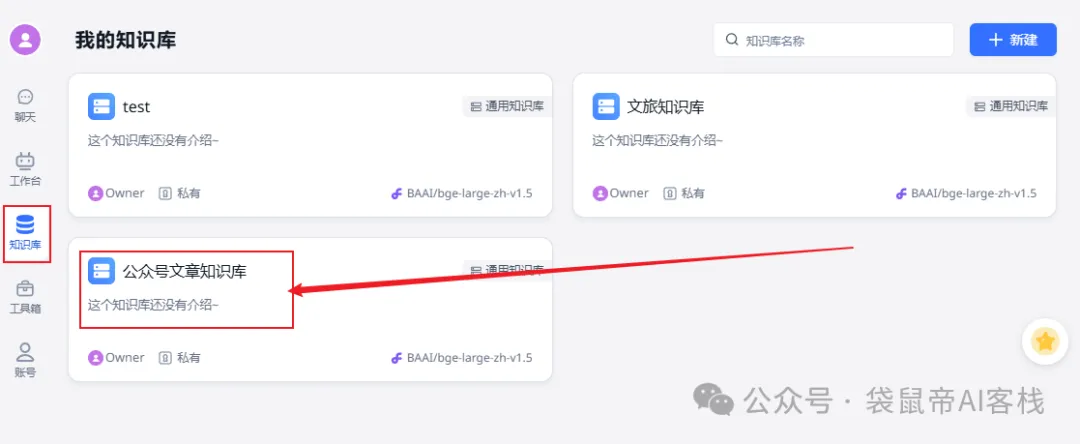 我的知识库
知识库名称
新建
聊天
工作台
知识库
工具箱
账号
test
通用知识库
这个知识库还没有介绍~
Owner
私有
BAAI/bge-large-zh-v1.5
文旅知识库
通用知识库
这个知识库还没有介绍~
Owner
私有
BAAI/bge-large-zh-v1.5
公众号文章知识库
通用知识库
这个知识库还没有介绍~
Owner
私有
BAAI/bge-large-zh-v1.5
公众号 · 袋鼠帝AI客栈